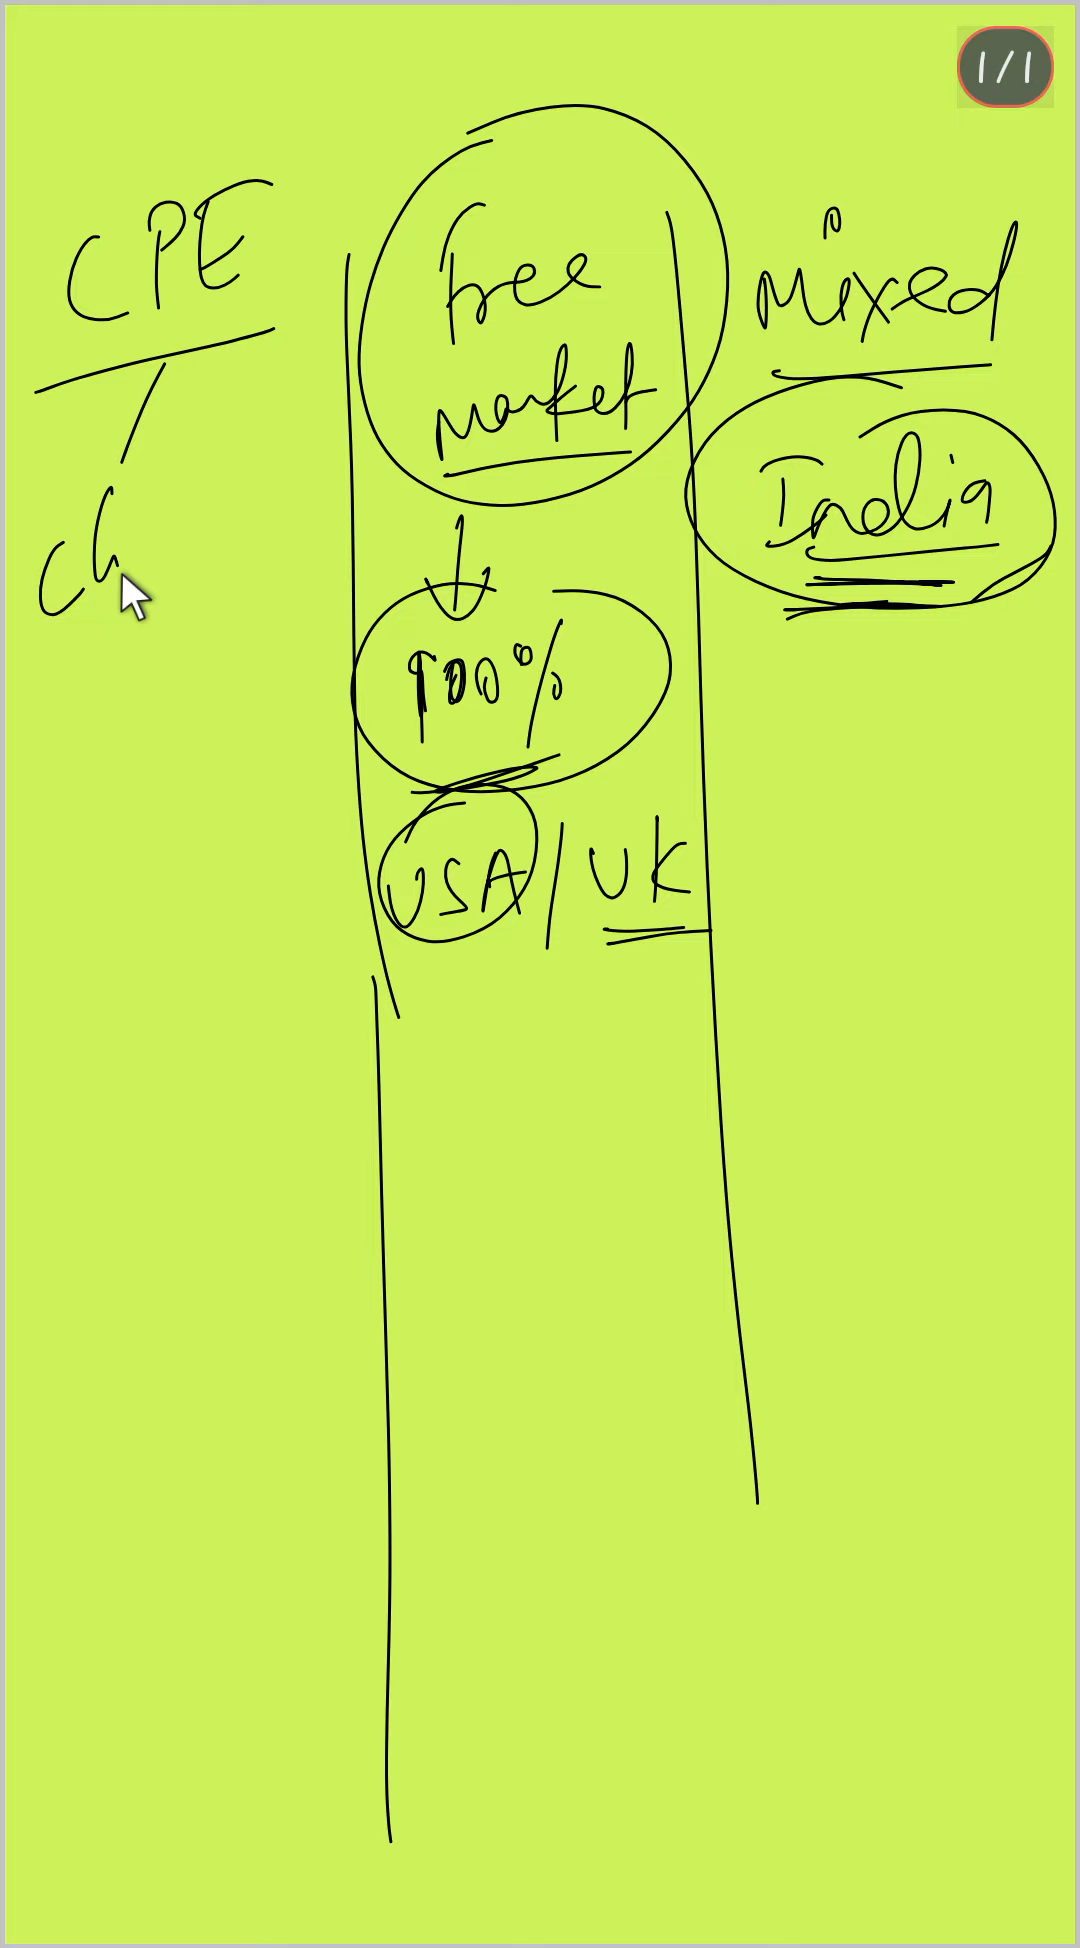 1/1
CPE
Ch
free
market
100%
USA/UK
Mixed
India